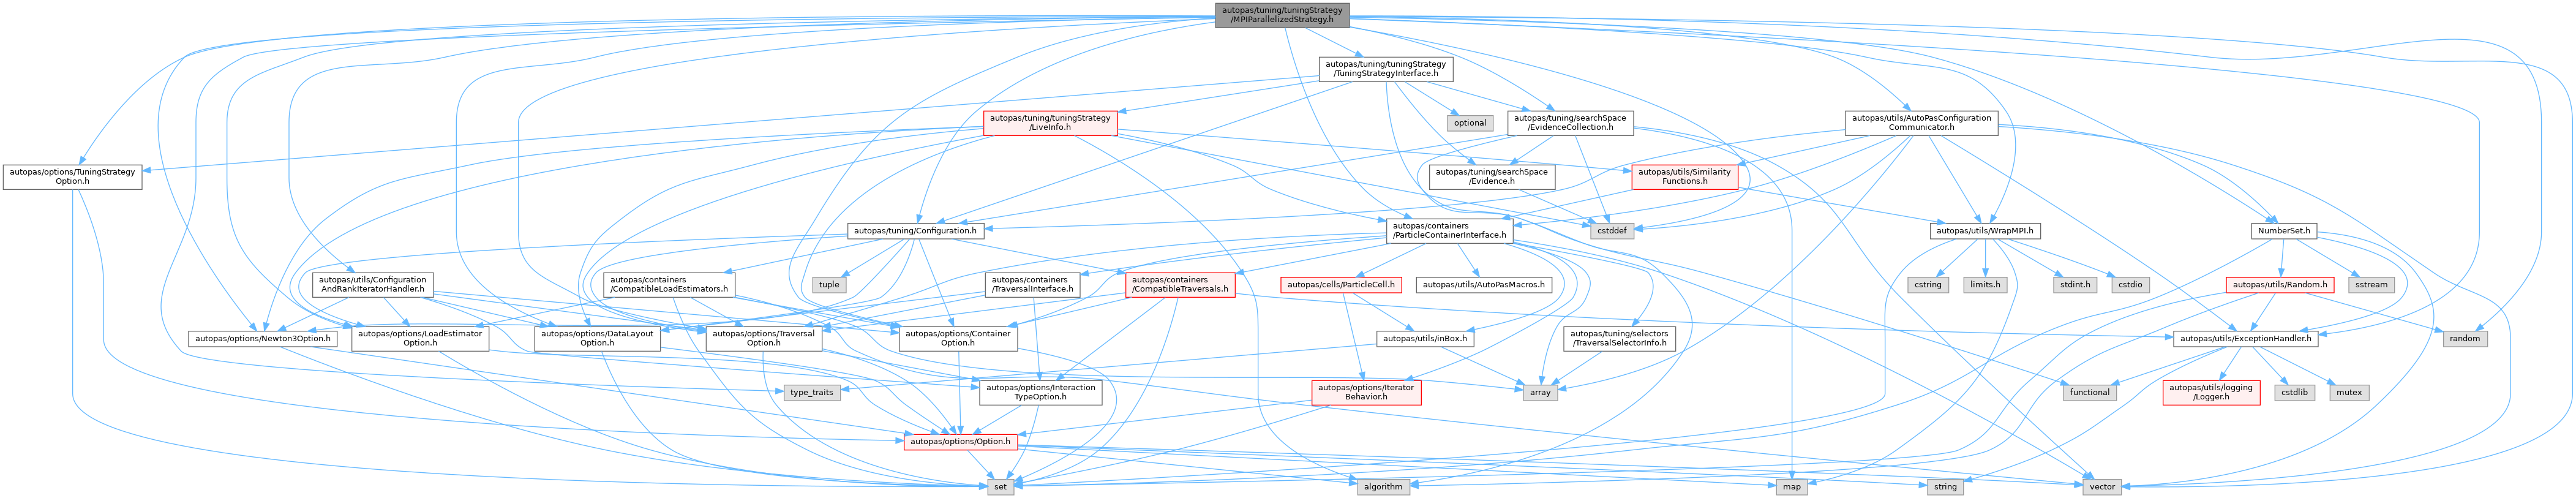 autopas/tuning/tuningStrategy
/MPIParallelizedStrategy.h
autopas/tuning/tuningStrategy
/TuningStrategyInterface.h
autopas/tuning/tuningStrategy
/LiveInfo.h
optional
autopas/tuning/searchSpace
/EvidenceCollection.h
autopas/utils/AutoPasConfiguration
Communicator.h
autopas/options/TuningStrategy
Option.h
autopas/tuning/searchSpace
/Evidence.h
autopas/utils/Similarity
Functions.h
autopas/tuning/Configuration.h
autopas/containers
/ParticleContainerInterface.h
cstddef
autopas/utils/WrapMPI.h
NumberSet.h
autopas/utils/Configuration
AndRankIteratorHandler.h
autopas/containers
/CompatibleLoadEstimators.h
tuple
autopas/containers
/TraversalInterface.h
autopas/containers
/CompatibleTraversals.h
autopas/cells/ParticleCell.h
autopas/utils/AutoPasMacros.h
cstring
limits.h
stdint.h
cstdio
autopas/utils/Random.h
sstream
autopas/options/Newton3Option.h
autopas/options/LoadEstimator
Option.h
autopas/options/DataLayout
Option.h
autopas/options/Traversal
Option.h
autopas/options/Container
Option.h
autopas/utils/inBox.h
autopas/tuning/selectors
/TraversalSelectorInfo.h
autopas/utils/ExceptionHandler.h
random
type_traits
autopas/options/Interaction
TypeOption.h
autopas/options/Iterator
Behavior.h
array
functional
autopas/utils/logging
/Logger.h
cstdlib
mutex
autopas/options/Option.h
set
algorithm
map
string
vector